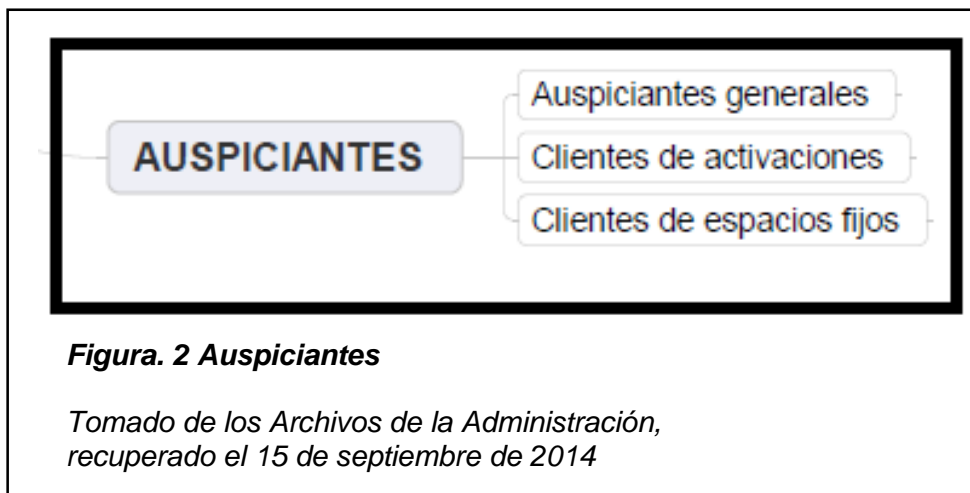 AUSPICIANTES
Auspiciantes generales
Clientes de activaciones
Clientes de espacios fijos
Figura. 2 Auspiciantes
Tomado de los Archivos de la Administración,
recuperado el 15 de septiembre de 2014